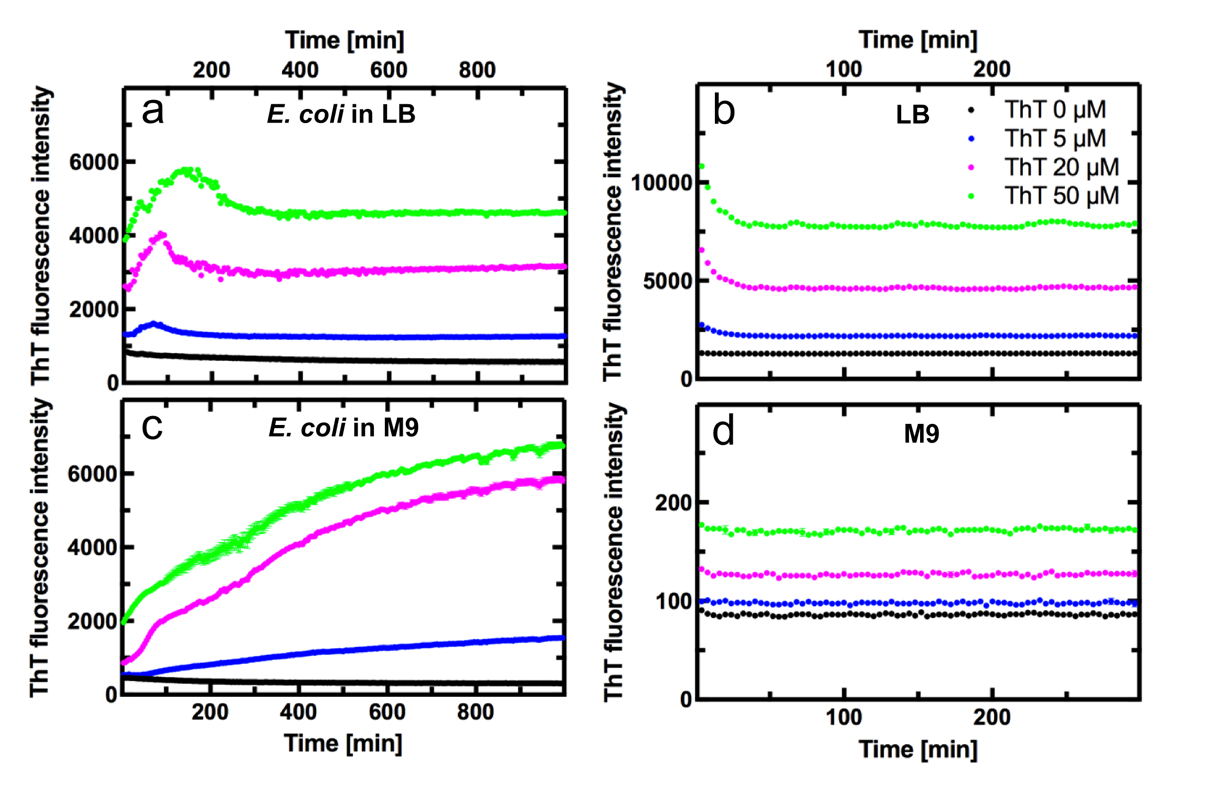 Time [min]
200 400 600 800
ThT fluorescence intensity
a
E. coli in LB
6000
4000
2000
0
Time [min]
100 200
ThT fluorescence intensity
b
LB
ThT 0 µM
ThT 5 µM
ThT 20 µM
ThT 50 µM
10000
5000
0
ThT fluorescence intensity
c
E. coli in M9
6000
4000
2000
0
200 400 600 800
Time [min]
ThT fluorescence intensity
d
M9
200
100
0
100 200
Time [min]